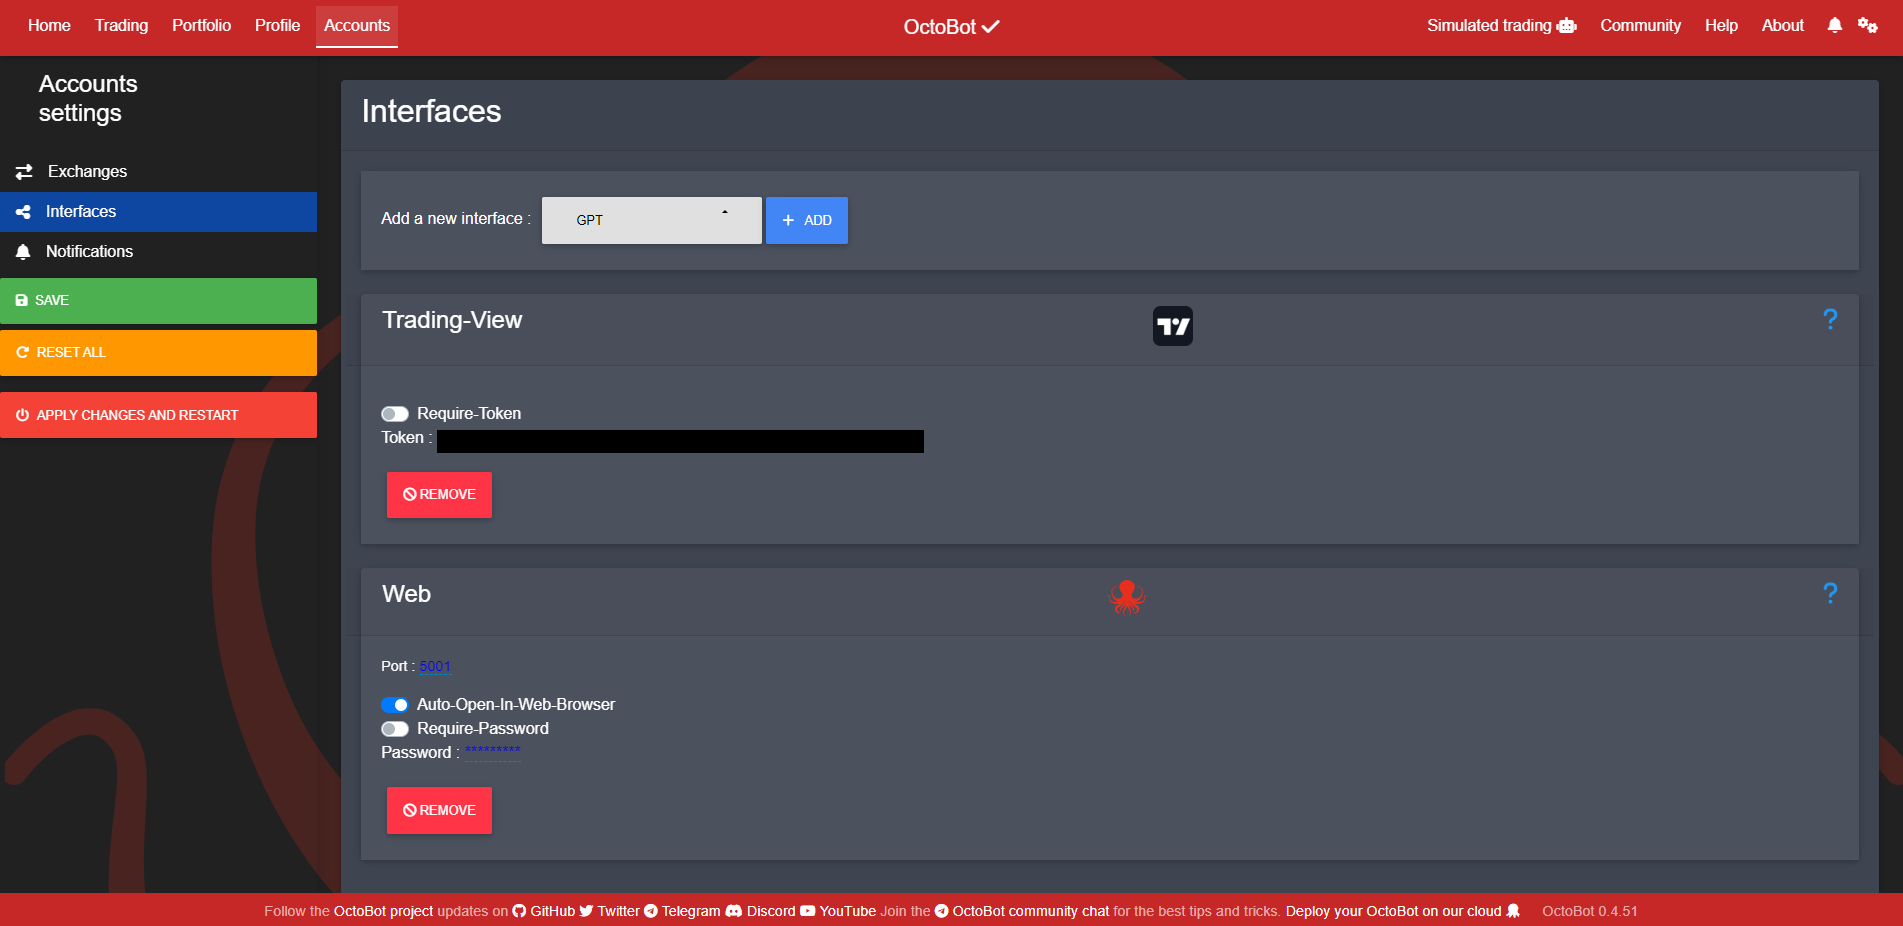 Home Trading Portfolio Profile Accounts OctoBot Simulated trading Community Help About
Accounts
settings
Exchanges
Interfaces
Notifications
SAVE
RESET ALL
APPLY CHANGES AND RESTART
Interfaces
Add a new interface : GPT + ADD
Trading-View ?
Require-Token
Token :
REMOVE
Web ?
Port : 5001
Auto-Open-In-Web-Browser
Require-Password
Password : *********
REMOVE
Follow the OctoBot project updates on GitHub Twitter Telegram Discord YouTube Join the OctoBot community chat for the best tips and tricks. Deploy your OctoBot on our cloud OctoBot 0.4.51